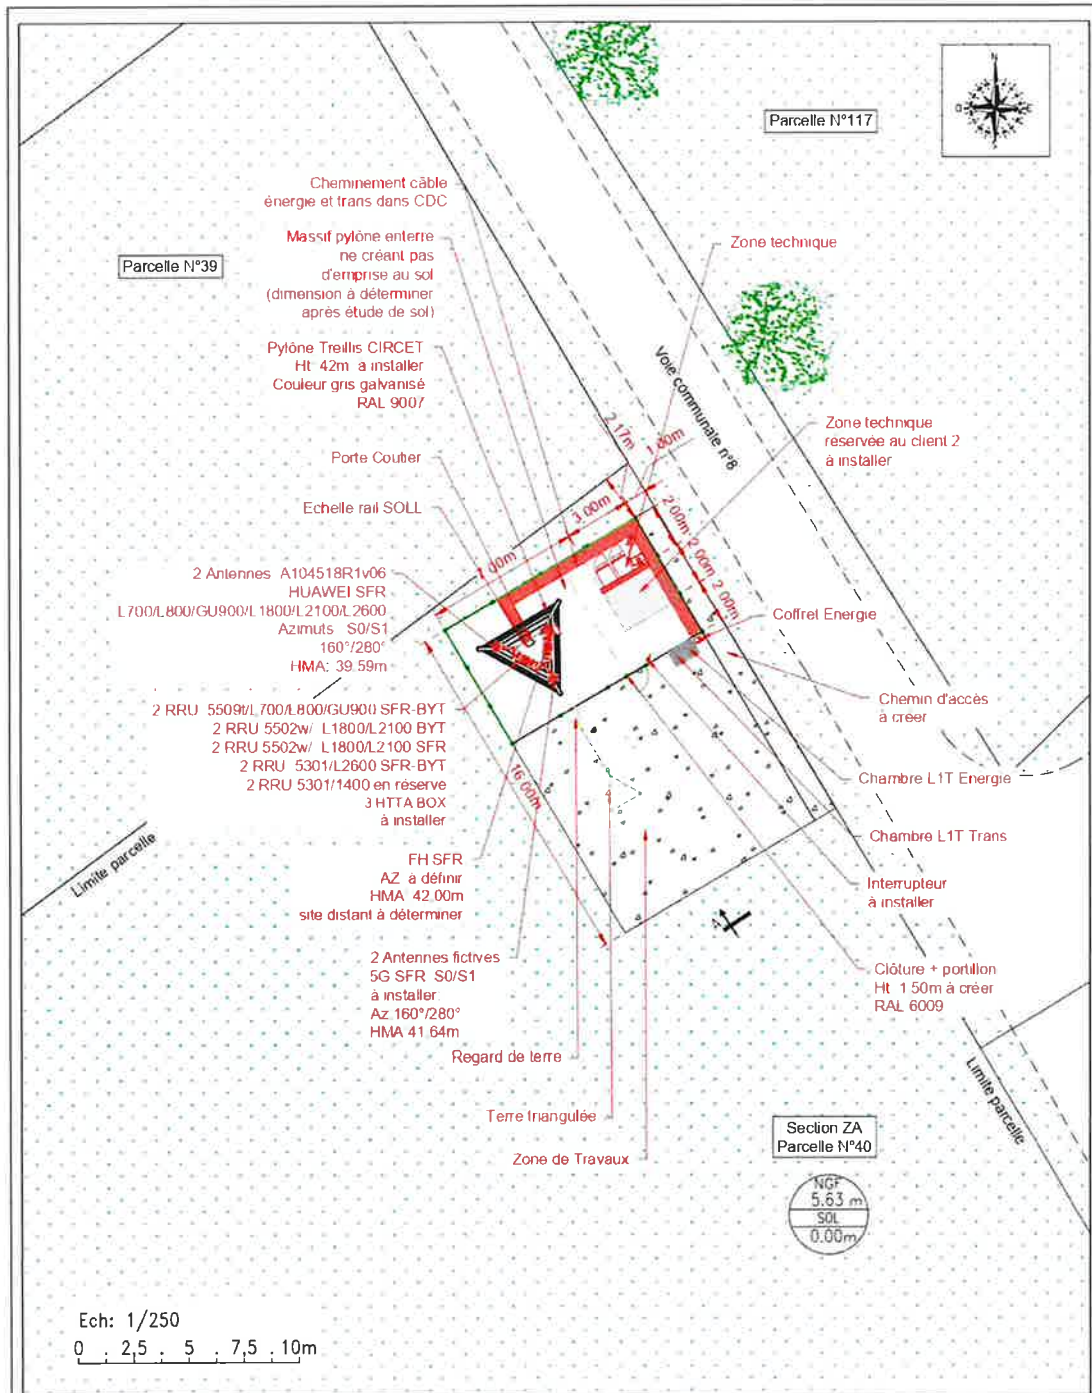 N
O
E
S
Parcelle N°117
Cheminement câble
énergie et trans dans CDC
Massif pylône enterre
ne créant pas
d'emprise au sol
(dimension à déterminer
après étude de sol)
Zone technique
Parcelle N°39
Pylône Treillis CIRCET
Ht 42m a installer
Couleur gris galvanisé
RAL 9007
Voie communale n°8
Zone technique
réservée au client 2
à installer
2.17m
1.00m
Porte Coutier
3.00m
2.00m
2.00m
2.00m
Echelle rail SOLL
.00m
2 Antennes A104518R1v06
HUAWEI SFR
L700/L800/GU900/L1800/L2100/L2600
Azimuts S0/S1
160°/280°
HMA: 39.59m
Coffret Energie
Chemin d'accès
à créer
2 RRU 5509t/L700/L800/GU900 SFR-BYT
2 RRU 5502w/ L1800/L2100 BYT
2 RRU 5502w/ L1800/L2100 SFR
2 RRU 5301/L2600 SFR-BYT
2 RRU 5301/1400 en réserve
3 HTTA BOX
à installer
16.00m
Chambre L1T Energie
Chambre L1T Trans
Limite parcelle
FH SFR
AZ à définir
HMA 42.00m
site distant à déterminer
Interrupteur
à installer
A
2 Antennes fictives
5G SFR S0/S1
à installer
Az 160°/280°
HMA 41.64m
Clôture + portillon
Ht 1 50m à créer
RAL 6009
Regard de terre
Limite parcelle
Terre triangulée
Zone de Travaux
Section ZA
Parcelle N°40
NGF
5.63 m
SOL
0.00m
Ech: 1/250
0 . 2,5 . 5 . 7,5 . 10m